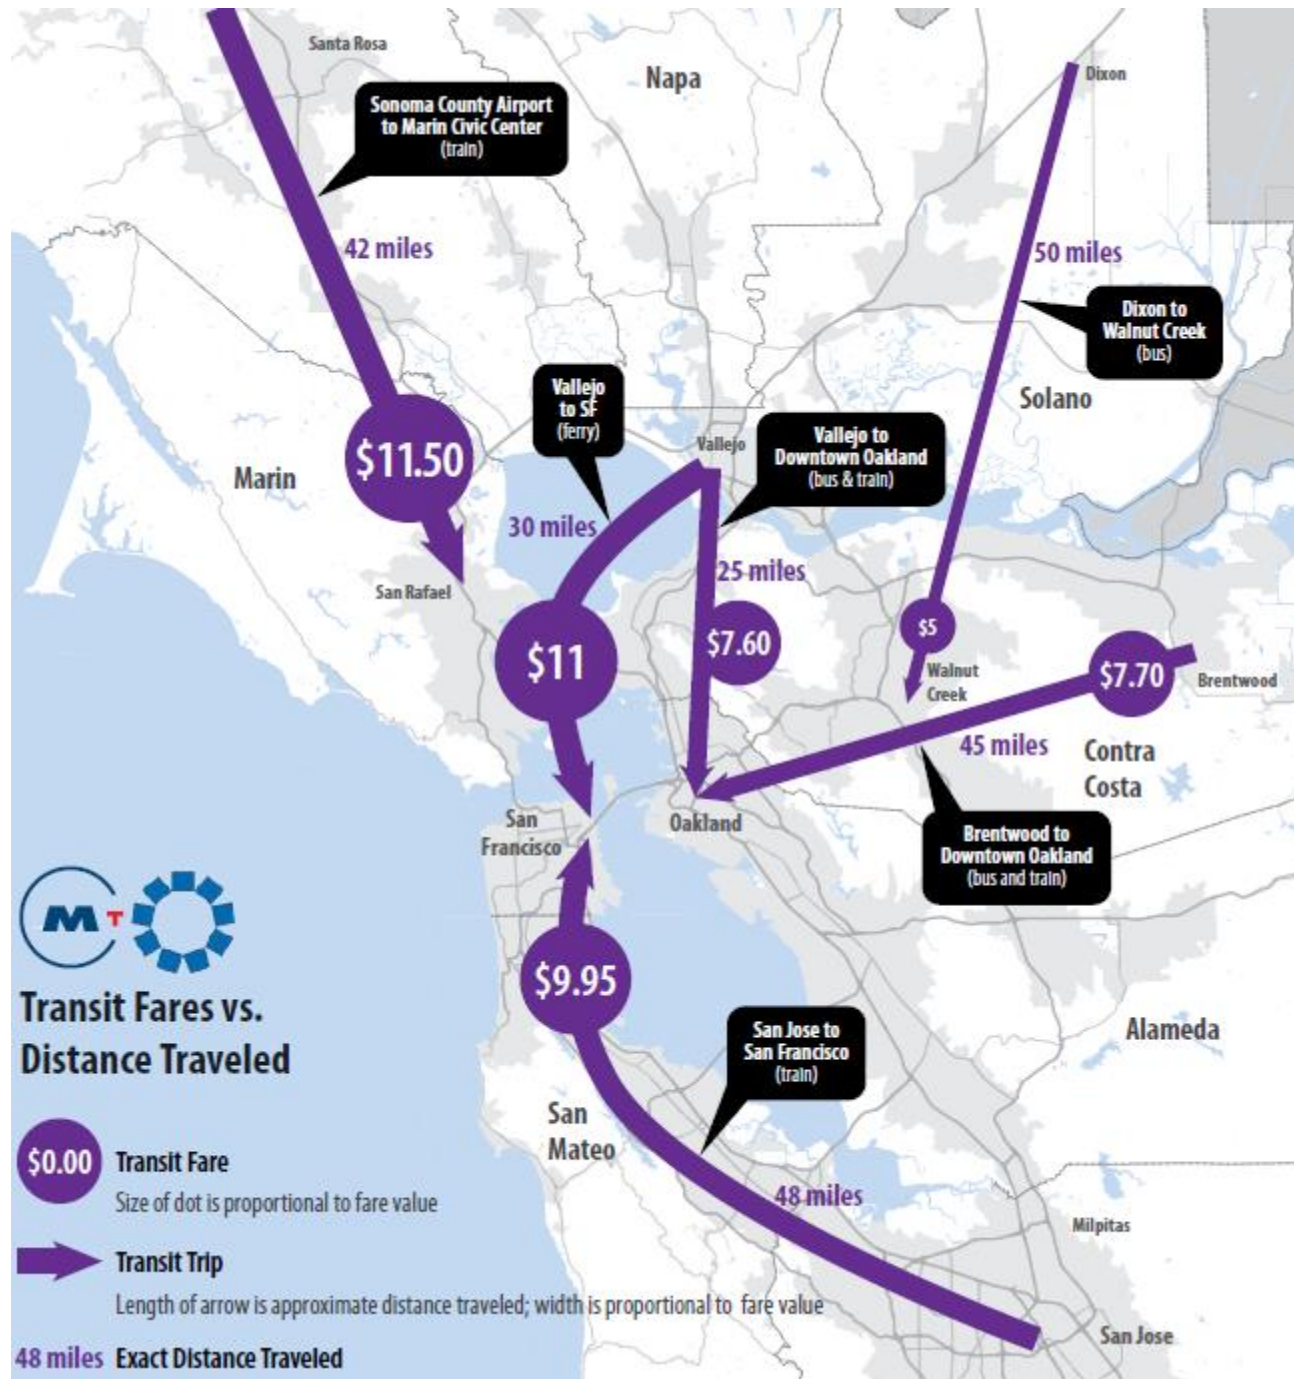 Santa Rosa
Napa
Dixon
Sonoma County Airport
to Marin Civic Center
(train)
42 miles
50 miles
Dixon to
Walnut Creek
(bus)
Solano
Vallejo
to SF
(ferry)
Vallejo
Vallejo to
Downtown Oakland
(bus & train)
$11.50
Marin
30 miles
25 miles
San Rafael
$11
$7.60
$5
Walnut
Creek
$7.70
Brentwood
45 miles
Contra
Costa
San
Francisco
Oakland
Brentwood to
Downtown Oakland
(bus and train)
MT
$9.95
Transit Fares vs.
Distance Traveled
San Jose to
San Francisco
(train)
Alameda
San
Mateo
$0.00 Transit Fare
Size of dot is proportional to fare value
48 miles
Milpitas
Transit Trip
Length of arrow is approximate distance traveled; width is proportional to fare value
San Jose
48 miles Exact Distance Traveled